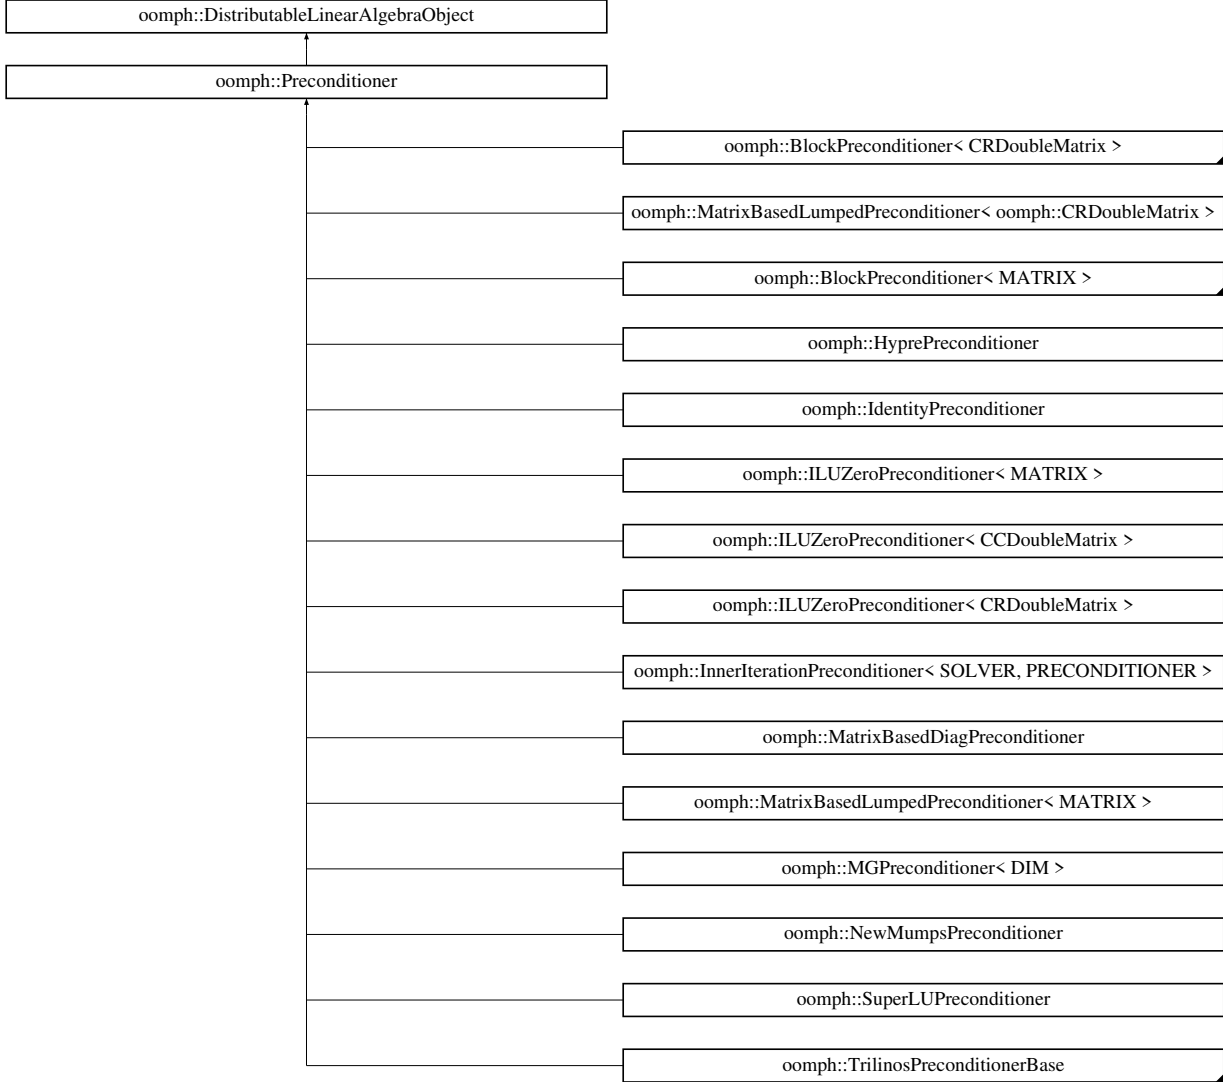 oomph::DistributableLinearAlgebraObject
oomph::Preconditioner
oomph::BlockPreconditioner< CRDoubleMatrix >
oomph::MatrixBasedLumpedPreconditioner< oomph::CRDoubleMatrix >
oomph::BlockPreconditioner< MATRIX >
oomph::HyprePreconditioner
oomph::IdentityPreconditioner
oomph::ILUZeroPreconditioner< MATRIX >
oomph::ILUZeroPreconditioner< CCDoubleMatrix >
oomph::ILUZeroPreconditioner< CRDoubleMatrix >
oomph::InnerIterationPreconditioner< SOLVER, PRECONDITIONER >
oomph::MatrixBasedDiagPreconditioner
oomph::MatrixBasedLumpedPreconditioner< MATRIX >
oomph::MGPreconditioner< DIM >
oomph::NewMumpsPreconditioner
oomph::SuperLUPreconditioner
oomph::TrilinosPreconditionerBase